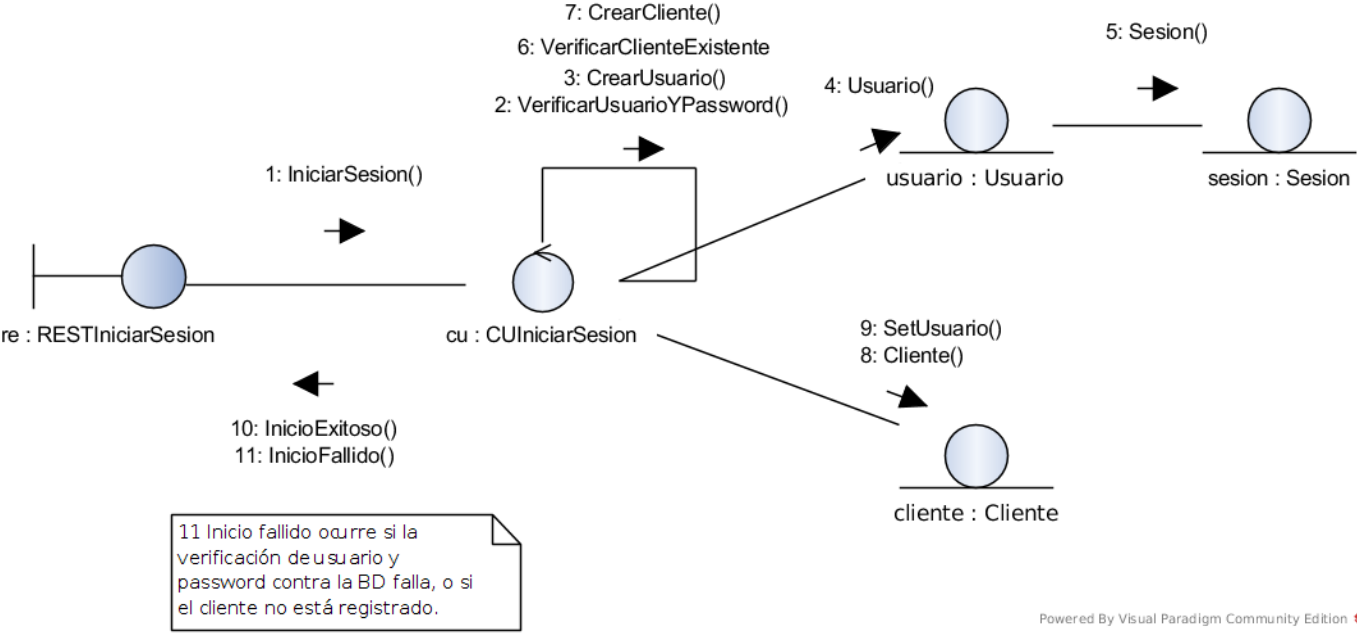 7: CrearCliente()
6: VerificarClienteExistente
3: CrearUsuario()
2: VerificarUsuarioYPassword()
5: Sesion()
4: Usuario()
1: IniciarSesion()
usuario : Usuario
sesion : Sesion
re : RESTIniciarSesion
cu : CUIniciarSesion
9: SetUsuario()
8: Cliente()
10: InicioExitoso()
11: InicioFallido()
cliente : Cliente
11 Inicio fallido ocurre si la
verificación de usuario y
password contra la BD falla, o si
el cliente no está registrado.
Powered By Visual Paradigm Community Edition